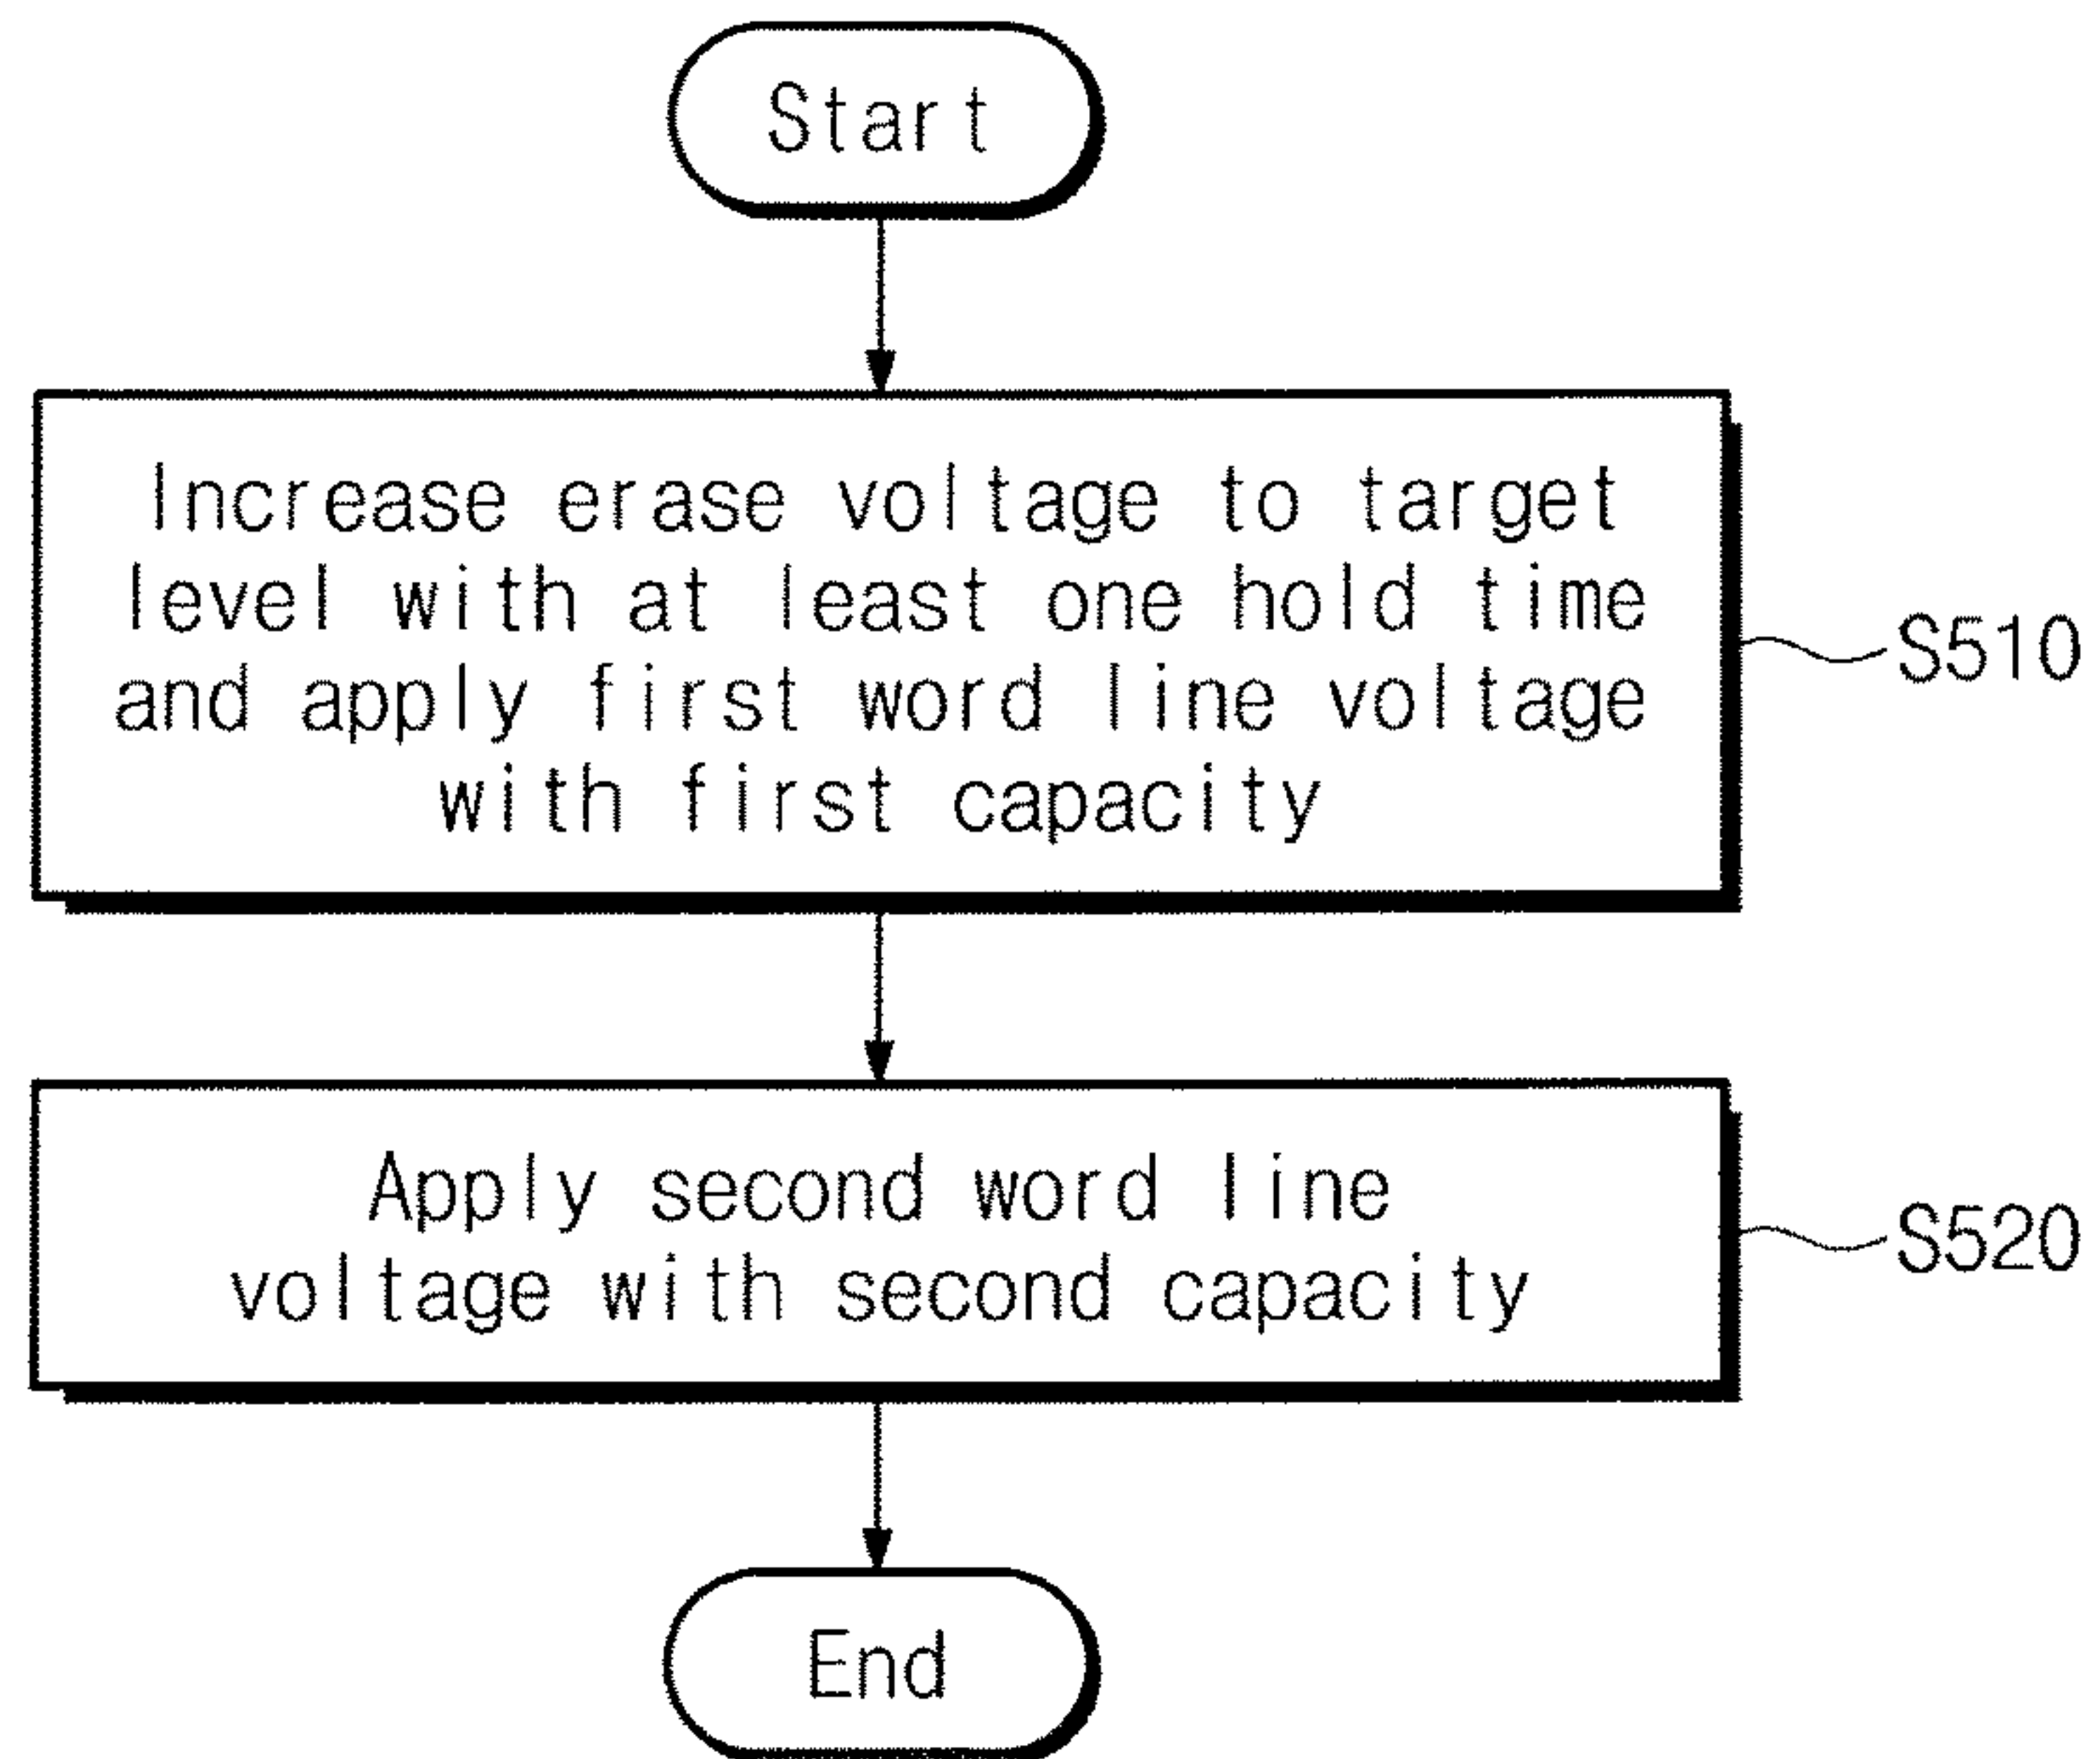 Start
Increase erase voltage to target
level with at least one hold time
and apply first word line voltage
with first capacity
S510
Apply second word line
voltage with second capacity
S520
End